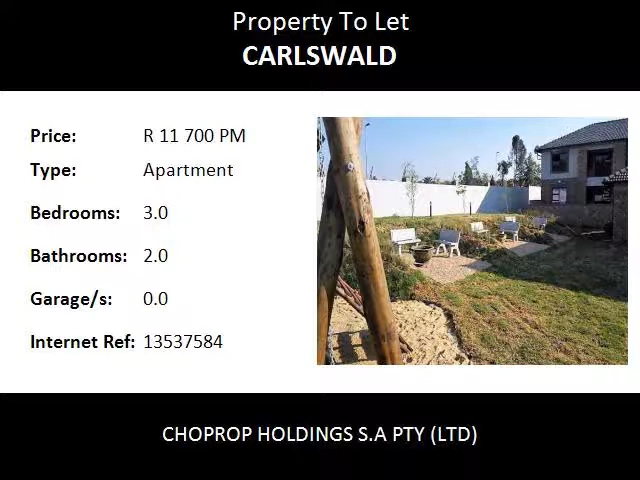 Property To Let
CARLSWALD
Price: R 11 700 PM
Type: Apartment
Bedrooms: 3.0
Bathrooms: 2.0
Garage/s: 0.0
Internet Ref: 13537584
CHOPROP HOLDINGS S.A PTY (LTD)